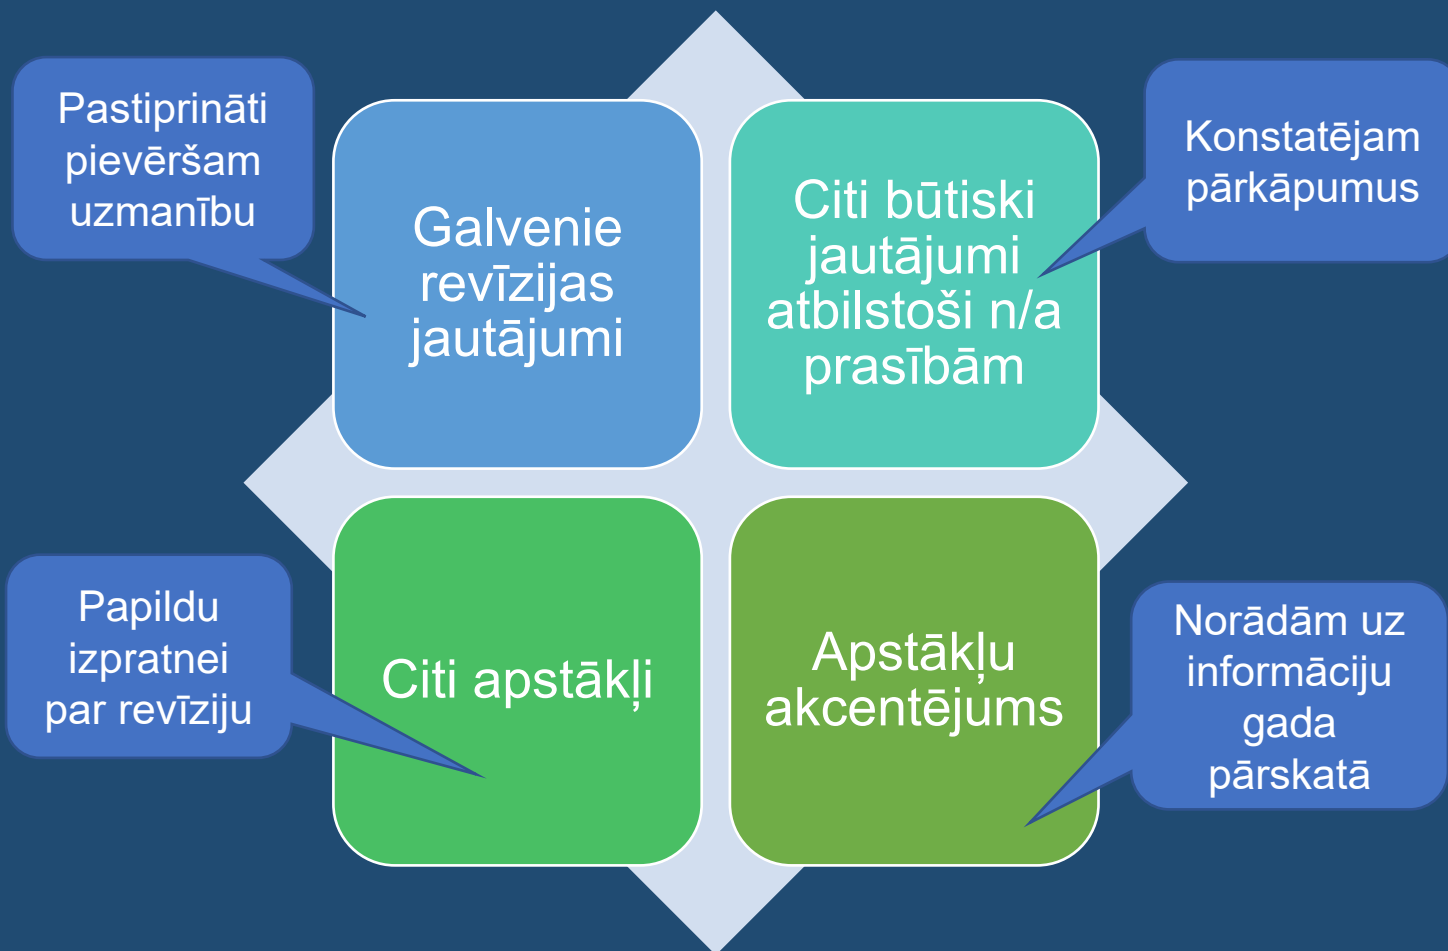 Pastiprināti
pievēršam
uzmanību
Galvenie
revīzijas
jautājumi
Citi būtiski
jautājumi
atbilstoši n/a
prasībām
Konstatējam
pārkāpumus
Papildu
izpratnei
par revīziju
Citi apstākļi
Apstākļu
akcentējums
Norādām uz
informāciju
gada
pārskatā